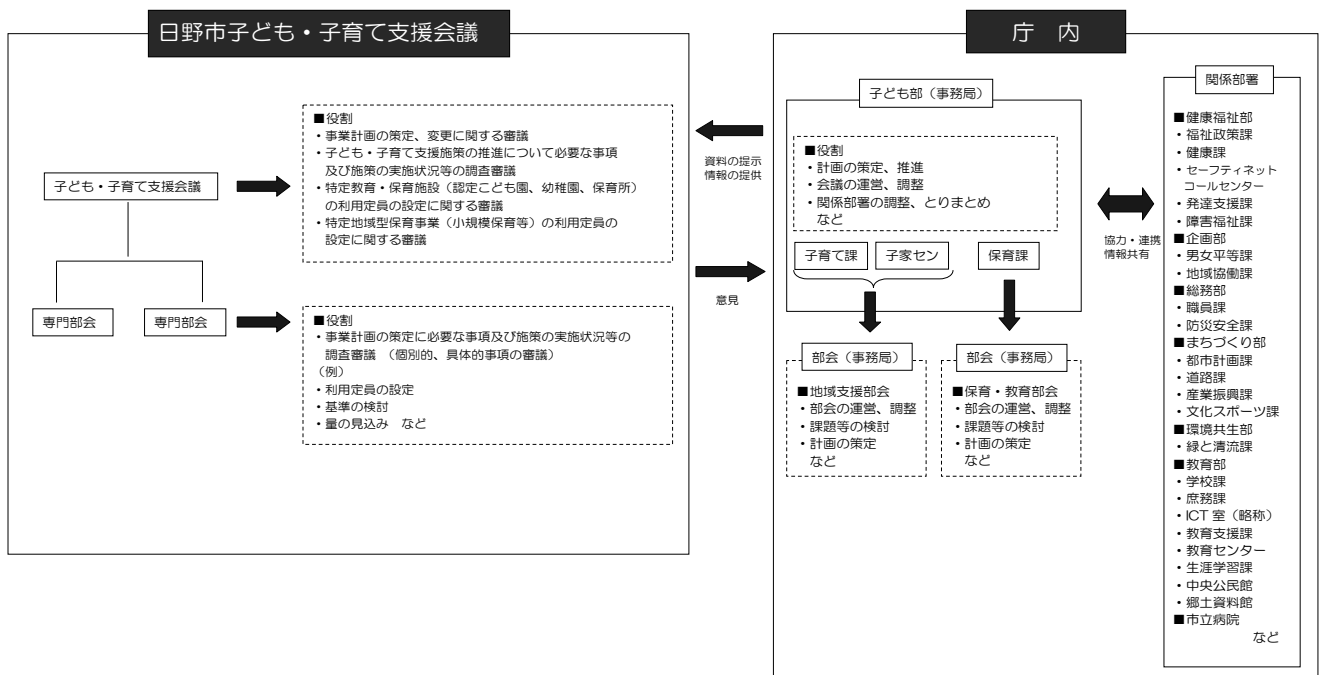 日野市子ども・子育て支援会議
子ども・子育て支援会議
専門部会
専門部会
■役割
・事業計画の策定、変更に関する審議
・子ども・子育て支援施策の推進について必要な事項
及び施策の実施状況等の調査審議
・特定教育・保育施設（認定こども園、幼稚園、保育所）
の利用定員の設定に関する審議
・特定地域型保育事業（小規模保育等）の利用定員の
設定に関する審議
■役割
・事業計画の策定に必要な事項及び施策の実施状況等の
調査審議　（個別的、具体的事項の審議）
（例）
・利用定員の設定
・基準の検討
・量の見込み　など
資料の提示
情報の提供
意見
庁　内
子ども部（事務局）
■役割
・計画の策定、推進
・会議の運営、調整
・関係部署の調整、とりまとめ
など
子育て課
子家セン
保育課
部会（事務局）
■地域支援部会
・部会の運営、調整
・課題等の検討
・計画の策定
など
部会（事務局）
■保育・教育部会
・部会の運営、調整
・課題等の検討
・計画の策定
など
協力・連携
情報共有
関係部署
■健康福祉部
・福祉政策課
・健康課
・セーフティネット
コールセンター
・発達支援課
・障害福祉課
■企画部
・男女平等課
・地域協働課
■総務部
・職員課
・防災安全課
■まちづくり部
・都市計画課
・道路課
・産業振興課
・文化スポーツ課
■環境共生部
・緑と清流課
■教育部
・学校課
・庶務課
・ICT 室（略称）
・教育支援課
・教育センター
・生涯学習課
・中央公民館
・郷土資料館
■市立病院
など